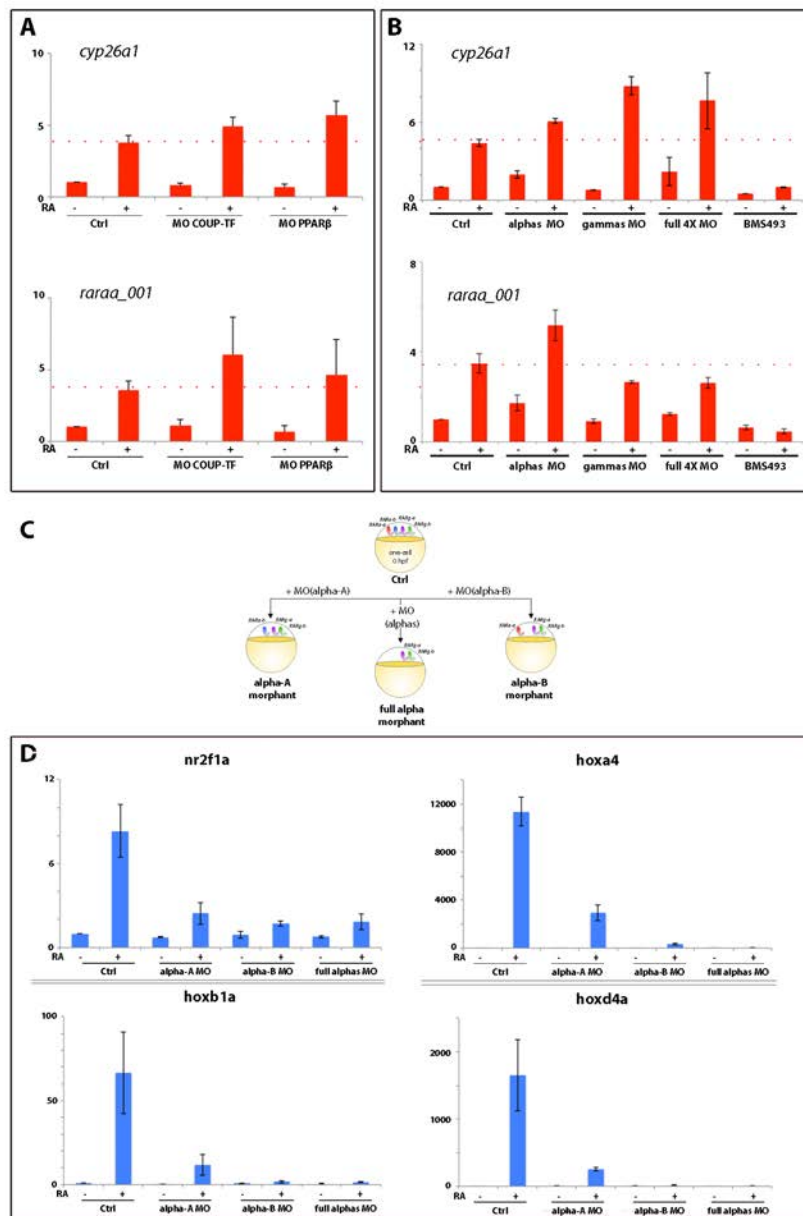 A
cyp26a1
10
5
0
RA - + - + - +
Ctrl MO COUP-TF MO PPARβ
raraa_001
10
5
0
RA - + - + - +
Ctrl MO COUP-TF MO PPARβ
B
cyp26a1
12
6
0
RA - + - + - + - + - +
Ctrl alphas MO gammas MO full 4X MO BMS493
raraa_001
8
4
0
RA - + - + - + - + - +
Ctrl alphas MO gammas MO full 4X MO BMS493
C
one-cell
0 hpf
Ctrl
+ MO(alpha-A) + MO(alpha-B)
+ MO
(alphas)
alpha-A
morphant
full alpha
morphant
alpha-B
morphant
D
nr2f1a
12
6
0
RA - + - + - + - +
Ctrl alpha-A MO alpha-B MO full alphas MO
hoxa4
12000
8000
4000
0
RA - + - + - + - +
Ctrl alpha-A MO alpha-B MO full alphas MO
hoxb1a
100
50
0
RA - + - + - + - +
Ctrl alpha-A MO alpha-B MO full alphas MO
hoxd4a
2000
1000
0
RA - + - + - + - +
Ctrl alpha-A MO alpha-B MO full alphas MO